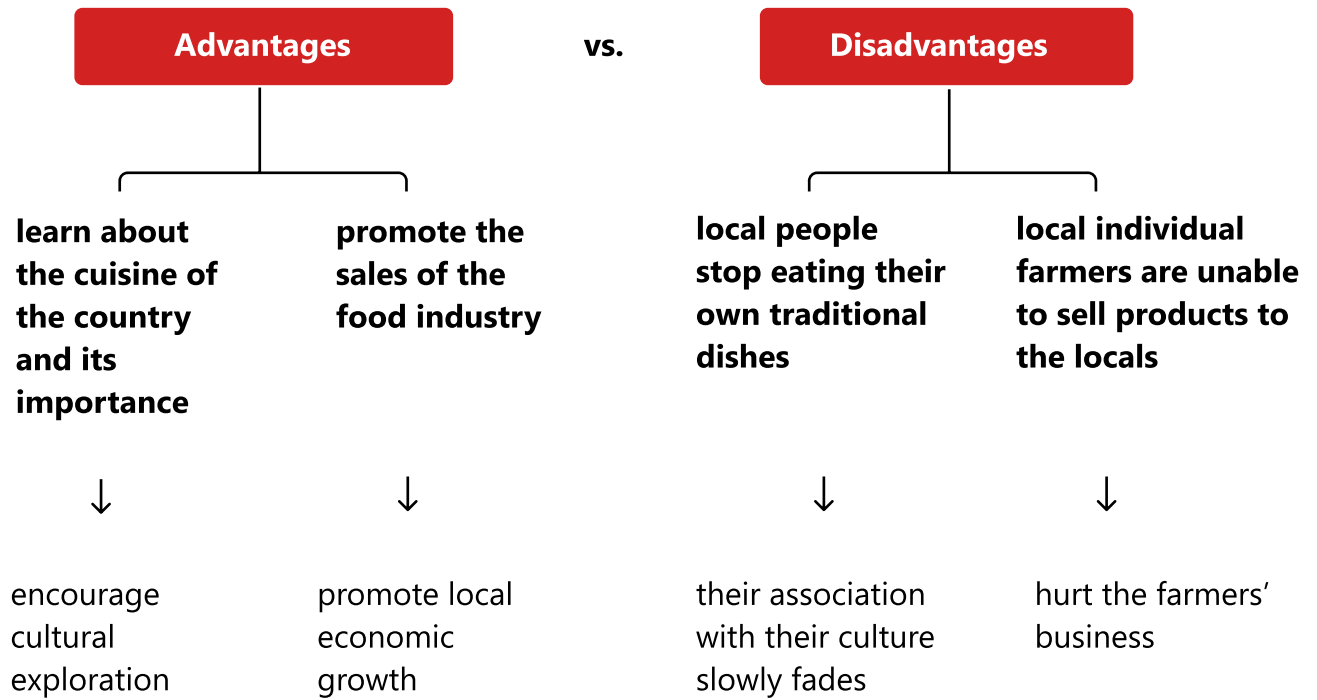 Advantages
vs.
Disadvantages
learn about
the cuisine of
the country
and its
importance
promote the
sales of the
food industry
local people
stop eating their
own traditional
dishes
local individual
farmers are unable
to sell products to
the locals
encourage
cultural
exploration
promote local
economic
growth
their association
with their culture
slowly fades
hurt the farmers’
business